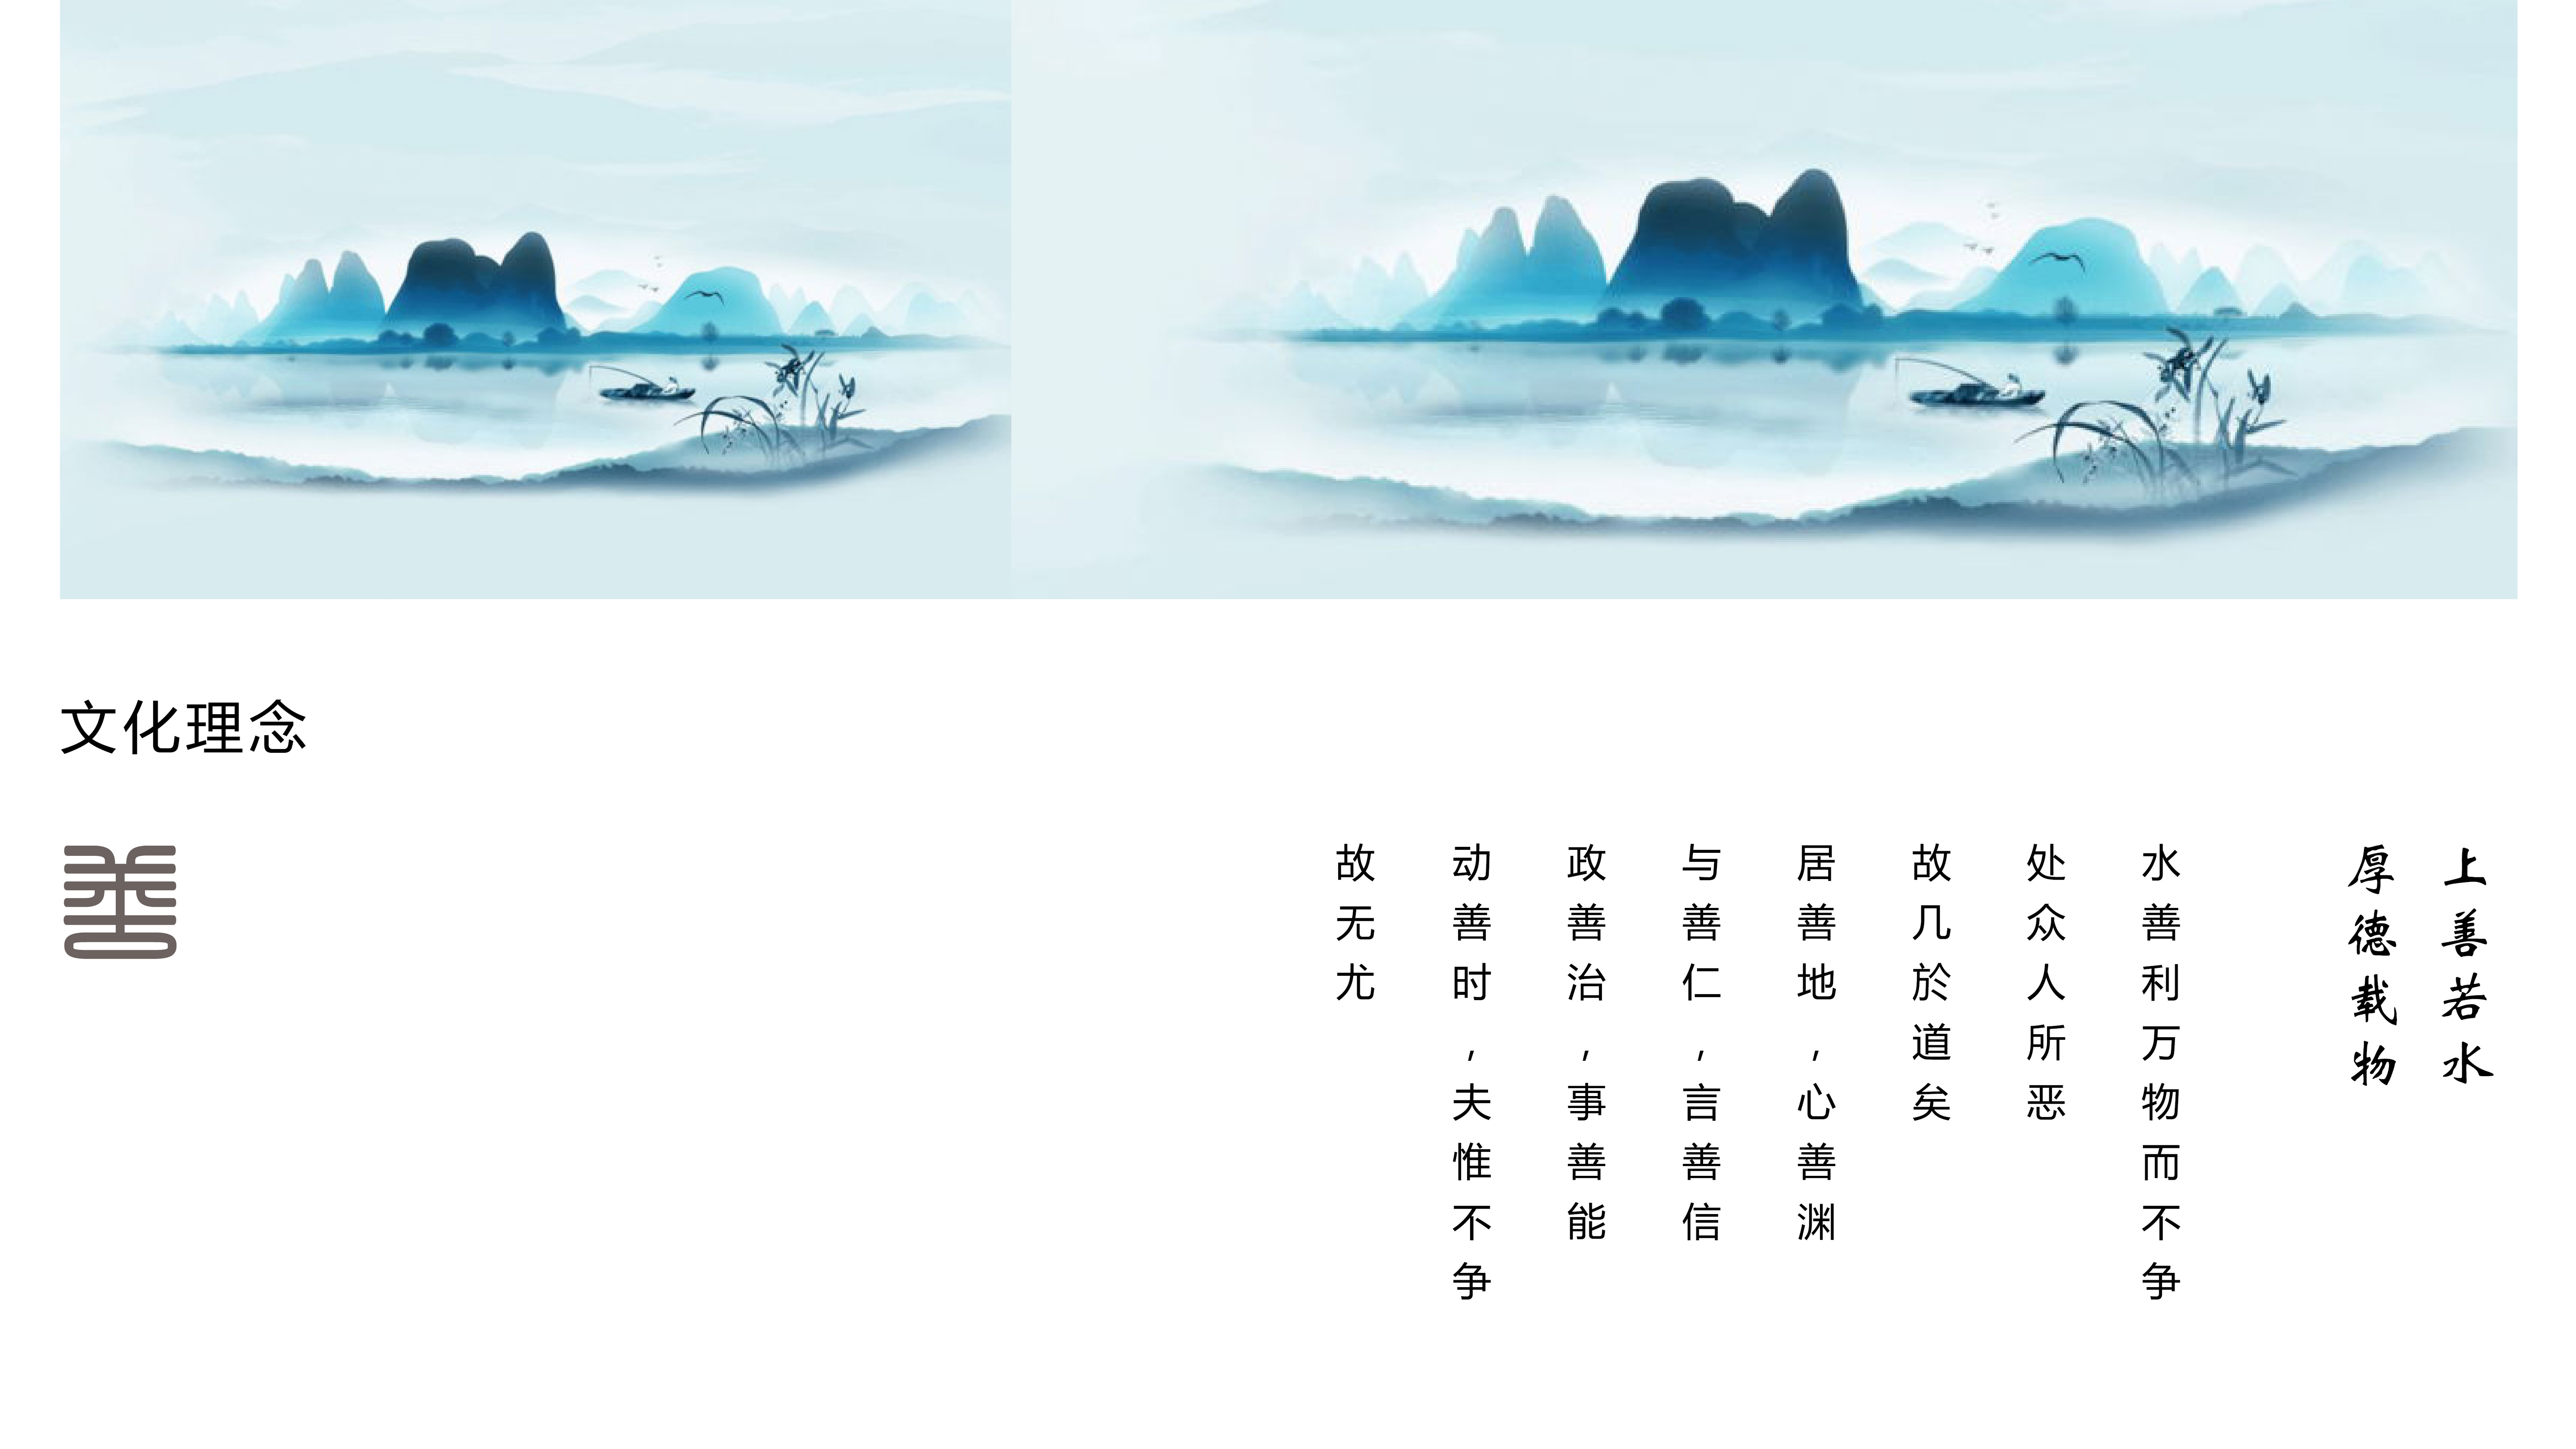 文化理念
善
上善若水
厚德载物
水善利万物而不争
处众人所恶
故几於道矣
居善地,心善渊
与善仁,言善信
政善治,事善能
动善时,夫惟不争
故无尤